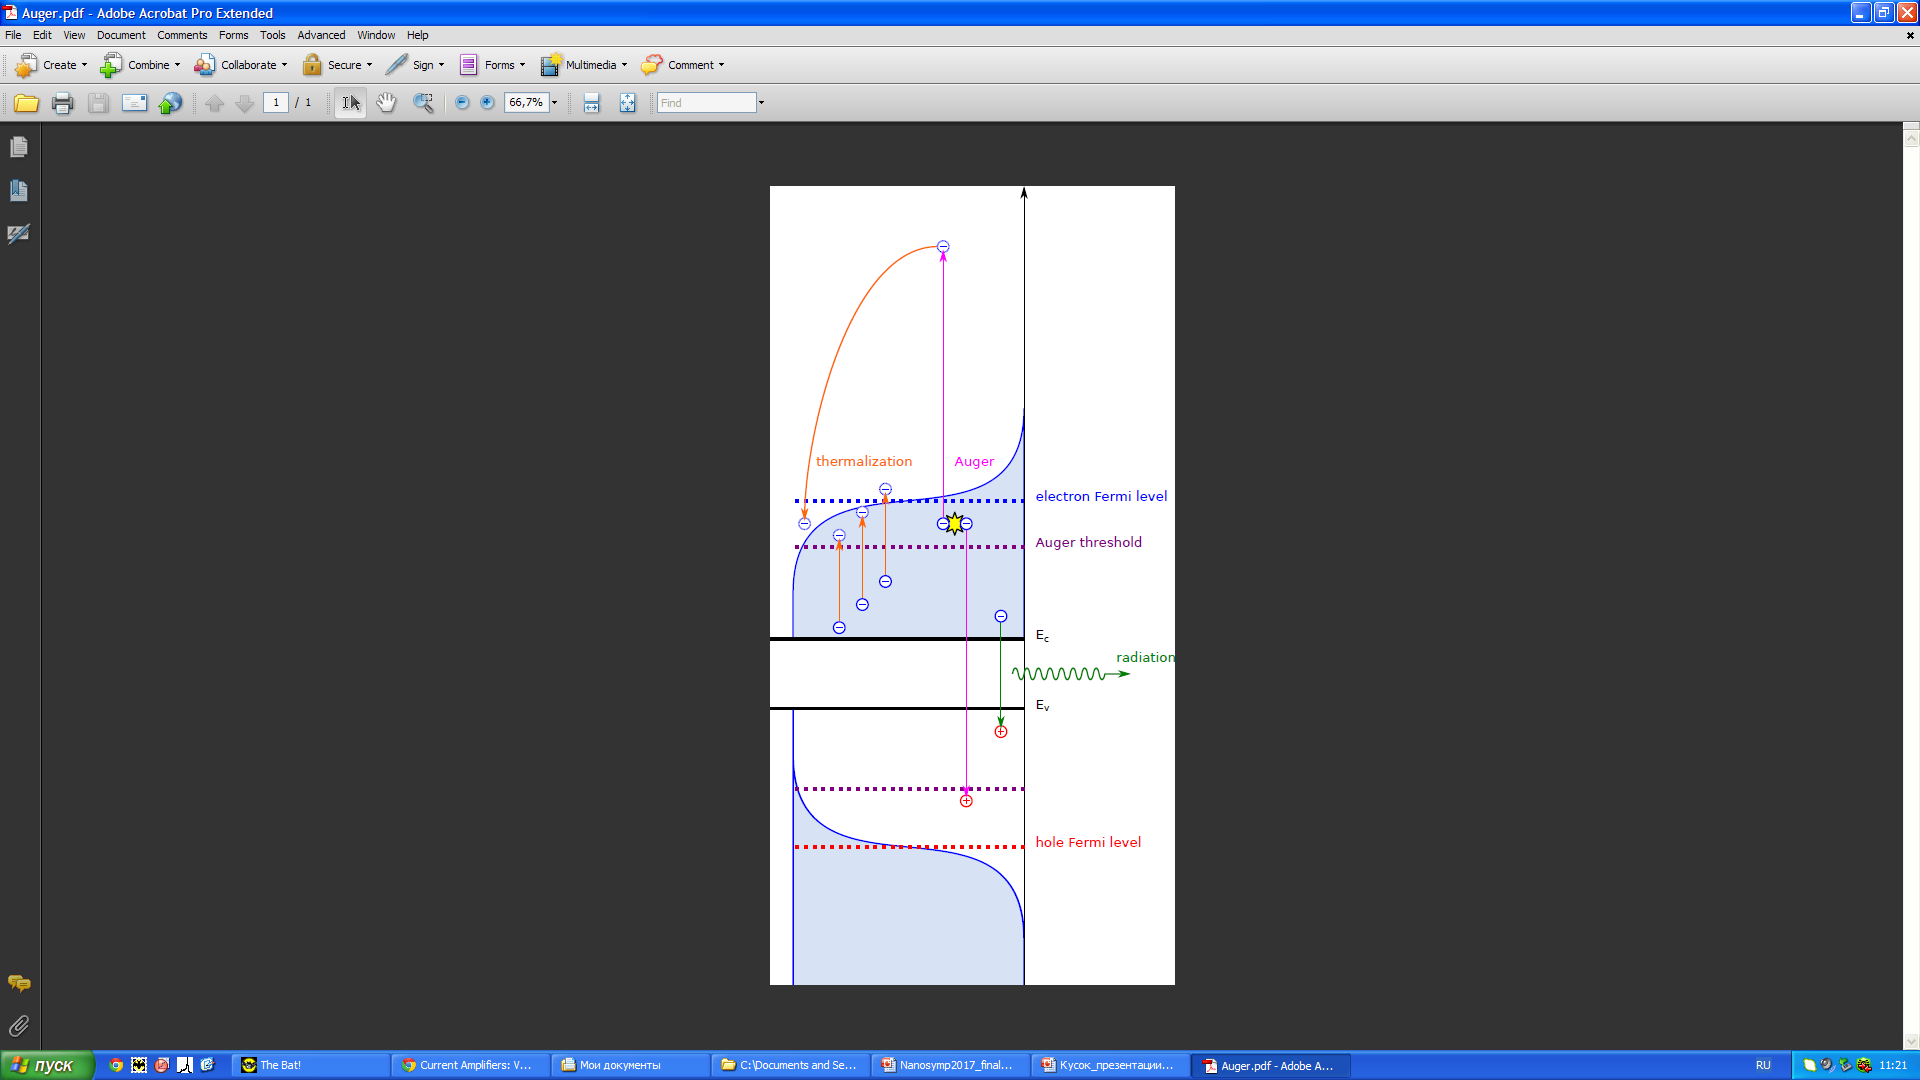 Auger.pdf - Adobe Acrobat Pro Extended
File Edit View Document Comments Forms Tools Advanced Window Help
Create Combine Collaborate Secure Sign Forms Multimedia Comment
1 / 1 66,7% Find
thermalization Auger
electron Fermi level
Auger threshold
Ec
radiation
Ev
hole Fermi level
пуск The Bat! Current Amplifiers: V... Мои документы C:\Documents and Se... Nanosymp2017_final... Кусок_презентации... Auger.pdf - Adobe A... RU 11:21